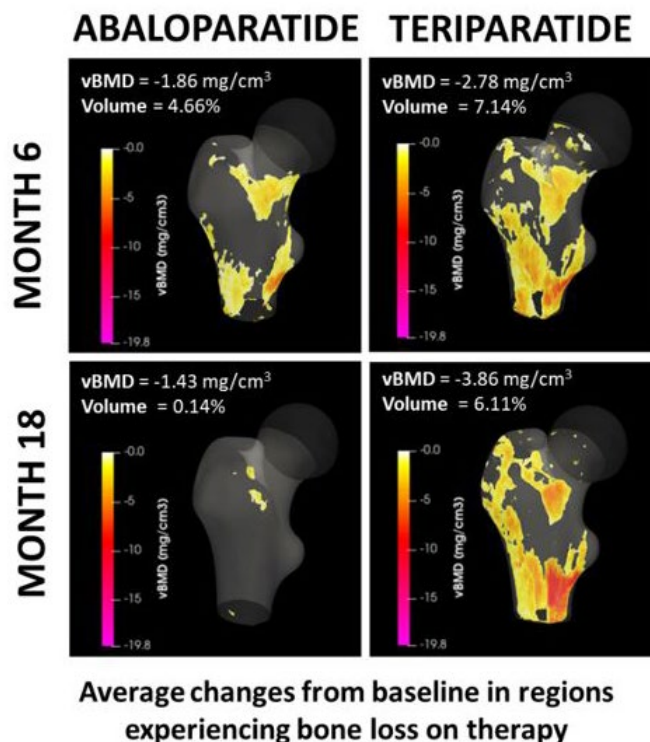 ABALOPARATIDE TERIPARATIDE
MONTH 6
vBMD = -1.86 mg/cm³
Volume = 4.66%
-0.0
-5
-10
-15
-19.8
vBMD (mg/cm3)
vBMD = -2.78 mg/cm³
Volume = 7.14%
-0.0
-5
-10
-15
-19.8
vBMD (mg/cm3)
MONTH 18
vBMD = -1.43 mg/cm³
Volume = 0.14%
-0.0
-5
-10
-15
-19.8
vBMD (mg/cm3)
vBMD = -3.86 mg/cm³
Volume = 6.11%
-0.0
-5
-10
-15
-19.8
vBMD (mg/cm3)
Average changes from baseline in regions
experiencing bone loss on therapy